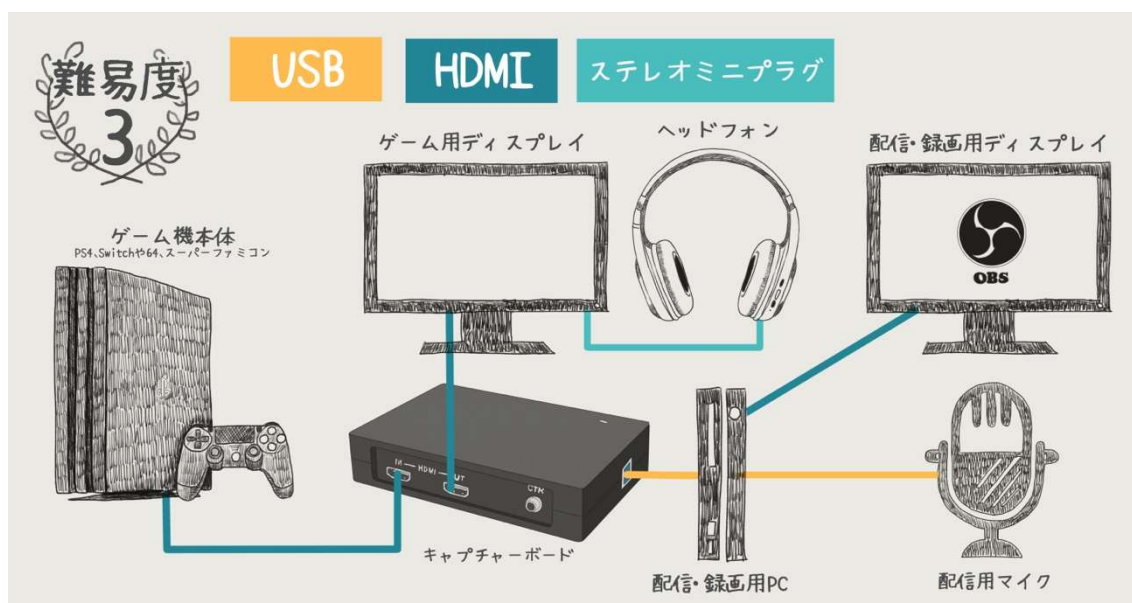 難易度
3
USB
HDMI
ステレオミニプラグ
ゲーム用ディスプレイ
ヘッドフォン
配信・録画用ディスプレイ
OBS
ゲーム機本体
PS4、Switchや64、スーパーファミコン
IN — HDMI — OUT
CTR
キャプチャーボード
配信・録画用PC
配信用マイク